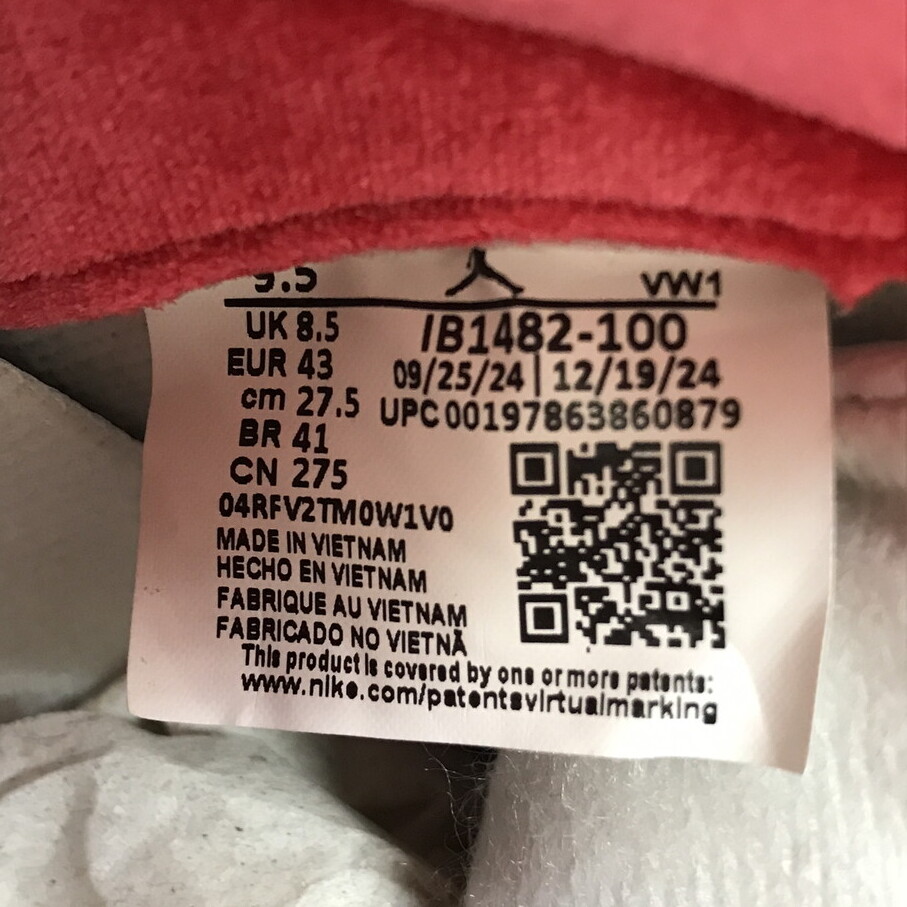 9.5 VW1
UK 8.5
EUR 43
cm 27.5
BR 41
CN 275
IB1482-100
09/25/24 | 12/19/24
UPC 00197863860879
04RFV2TM0W1V0
MADE IN VIETNAM
HECHO EN VIETNAM
FABRIQUE AU VIETNAM
FABRICADO NO VIETNÃ
This product is covered by one or more patents:
www.nike.com/patentsvirtualmarking